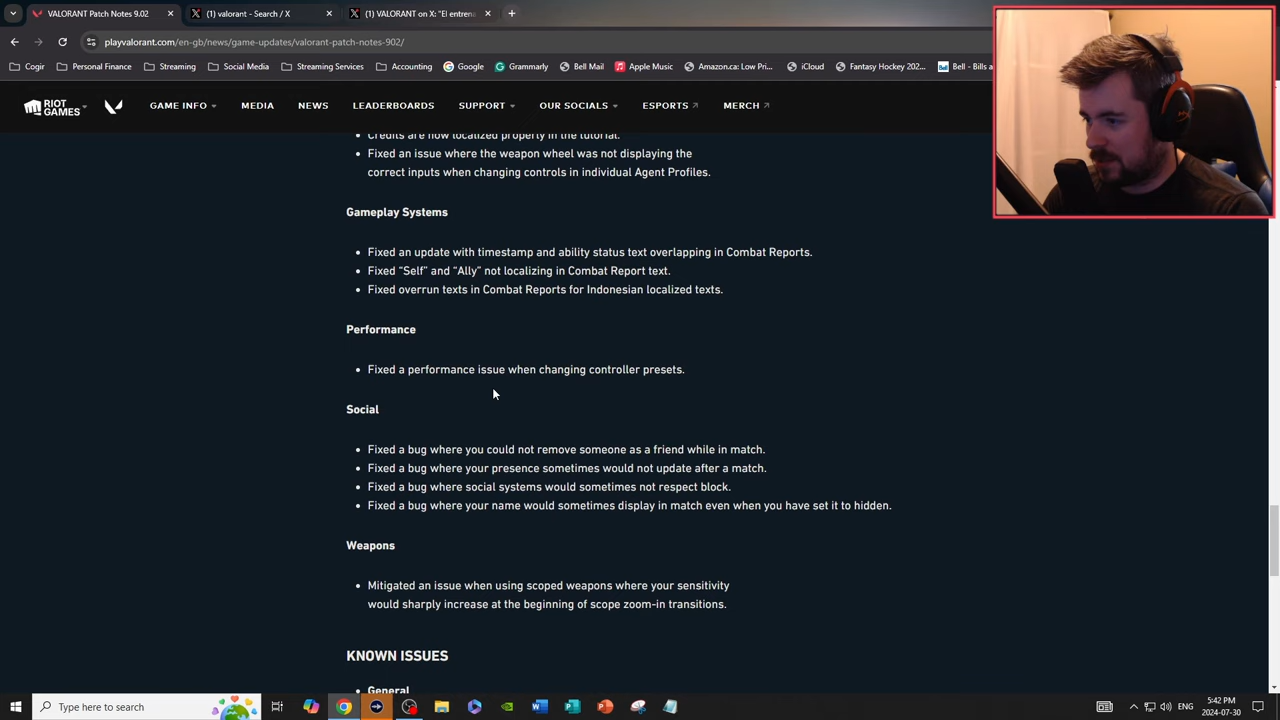 VALORANT Patch Notes 9.02
(1) valorant - Search / X
(1) VALORANT on X: "El entrena
playvalorant.com/en-gb/news/game-updates/valorant-patch-notes-902/
Cogir
Personal Finance
Streaming
Social Media
Streaming Services
Accounting
Google
Grammarly
Bell Mail
Apple Music
Amazon.ca: Low Pri...
iCloud
Fantasy Hockey 202...
Bell - Bills a
RIOT GAMES
GAME INFO
MEDIA
NEWS
LEADERBOARDS
SUPPORT
OUR SOCIALS
ESPORTS
MERCH
• Credits are now localized properly in the tutorial.
• Fixed an issue where the weapon wheel was not displaying the
correct inputs when changing controls in individual Agent Profiles.
Gameplay Systems
• Fixed an update with timestamp and ability status text overlapping in Combat Reports.
• Fixed “Self” and “Ally” not localizing in Combat Report text.
• Fixed overrun texts in Combat Reports for Indonesian localized texts.
Performance
• Fixed a performance issue when changing controller presets.
Social
• Fixed a bug where you could not remove someone as a friend while in match.
• Fixed a bug where your presence sometimes would not update after a match.
• Fixed a bug where social systems would sometimes not respect block.
• Fixed a bug where your name would sometimes display in match even when you have set it to hidden.
Weapons
• Mitigated an issue when using scoped weapons where your sensitivity
would sharply increase at the beginning of scope zoom-in transitions.
KNOWN ISSUES
• General
Type here to search
ENG
5:42 PM
2024-07-30